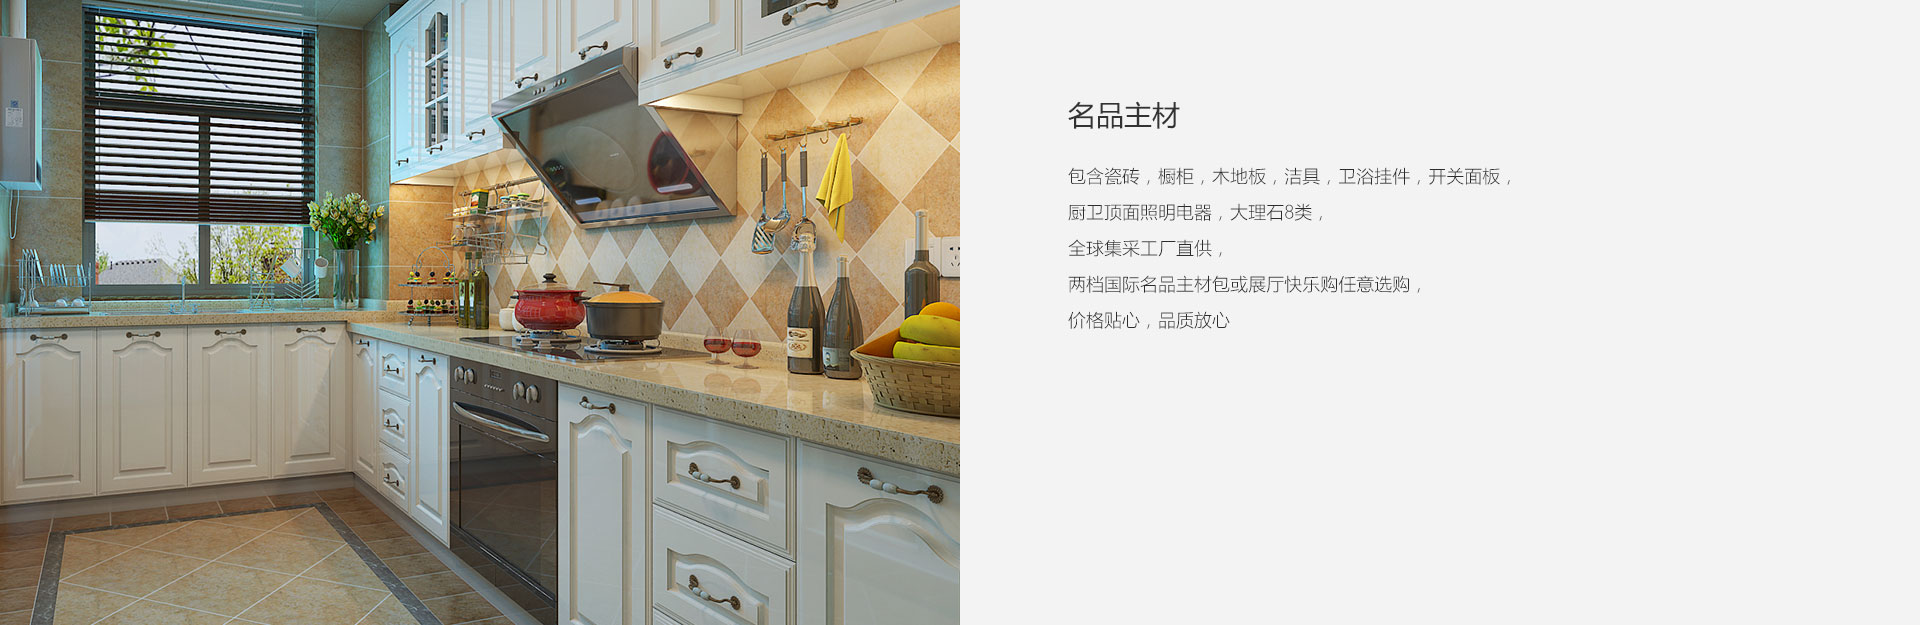 名品主材
包含瓷砖，橱柜，木地板，洁具，卫浴挂件，开关面板，
厨卫顶面照明电器，大理石8类，
全球集采工厂直供，
两档国际名品主材包或展厅快乐购任意选购，
价格贴心，品质放心